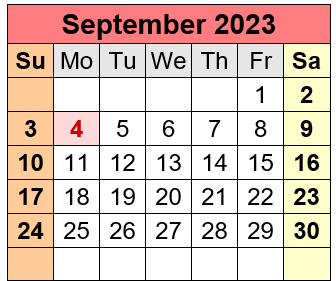 September 2023
Su Mo Tu We Th Fr Sa
1 2
3 4 5 6 7 8 9
10 11 12 13 14 15 16
17 18 19 20 21 22 23
24 25 26 27 28 29 30